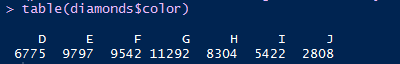 > table(diamonds$color)
D E F G H I J
6775 9797 9542 11292 8304 5422 2808